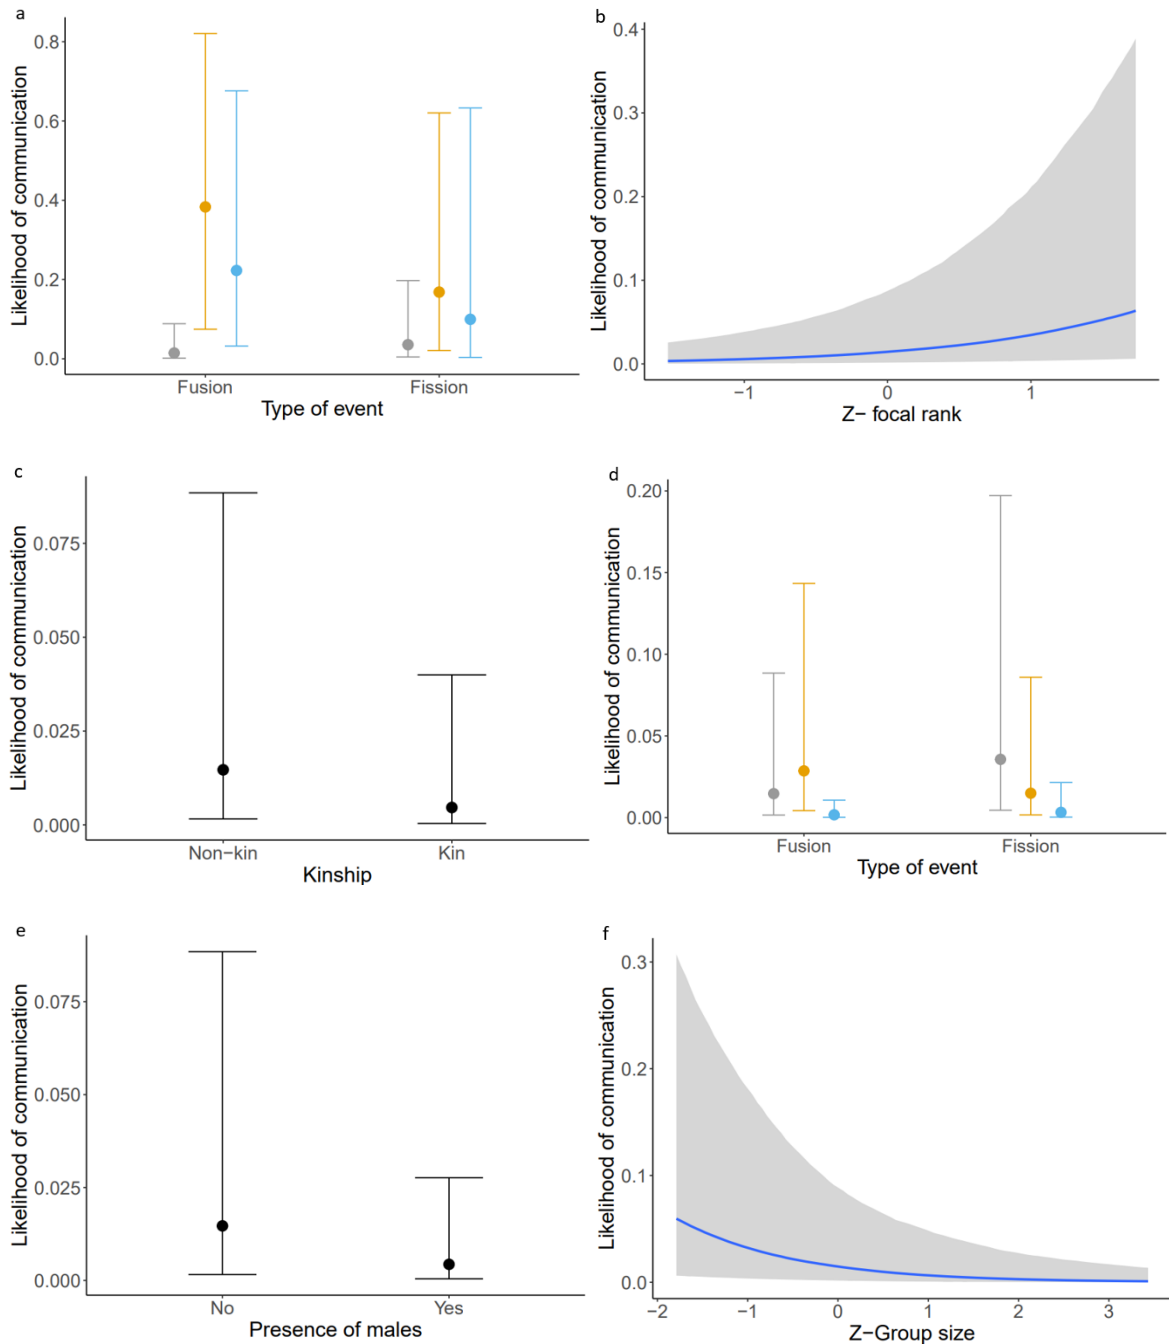 a
Likelihood of communication
0.8
0.6
0.4
0.2
0.0
Fusion
Fission
Type of event
b
Likelihood of communication
0.4
0.3
0.2
0.1
0.0
−1
0
1
Z− focal rank
c
Likelihood of communication
0.075
0.050
0.025
0.000
Non−kin
Kin
Kinship
d
Likelihood of communication
0.20
0.15
0.10
0.05
0.00
Fusion
Fission
Type of event
e
Likelihood of communication
0.075
0.050
0.025
0.000
No
Yes
Presence of males
f
Likelihood of communication
0.3
0.2
0.1
0.0
−2
−1
0
1
2
3
Z−Group size